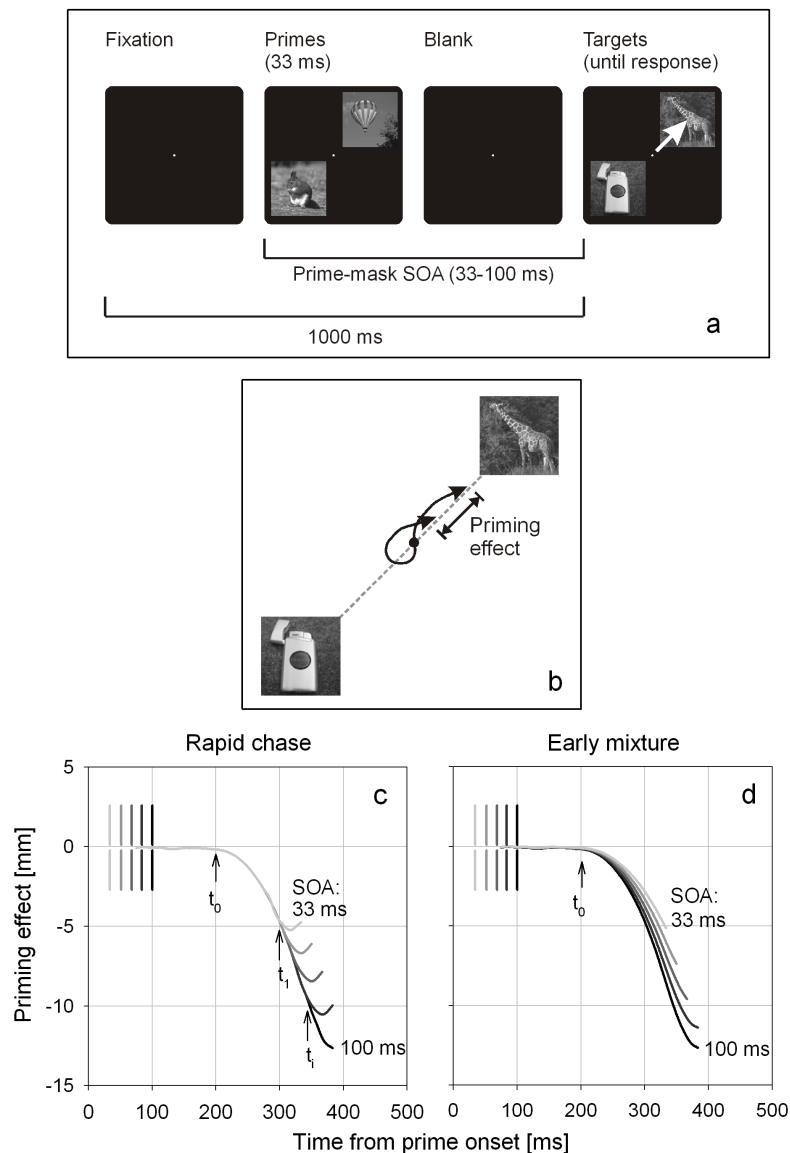 Fixation
Primes
(33 ms)
Blank
Targets
(until response)
Prime-mask SOA (33-100 ms)
1000 ms
a
Priming
effect
b
Rapid chase
Early mixture
Priming effect [mm]
5
0
-5
-10
-15
c
t0
SOA:
33 ms
t1
ti
100 ms
0 100 200 300 400 500
d
t0
SOA:
33 ms
100 ms
0 100 200 300 400 500
Time from prime onset [ms]